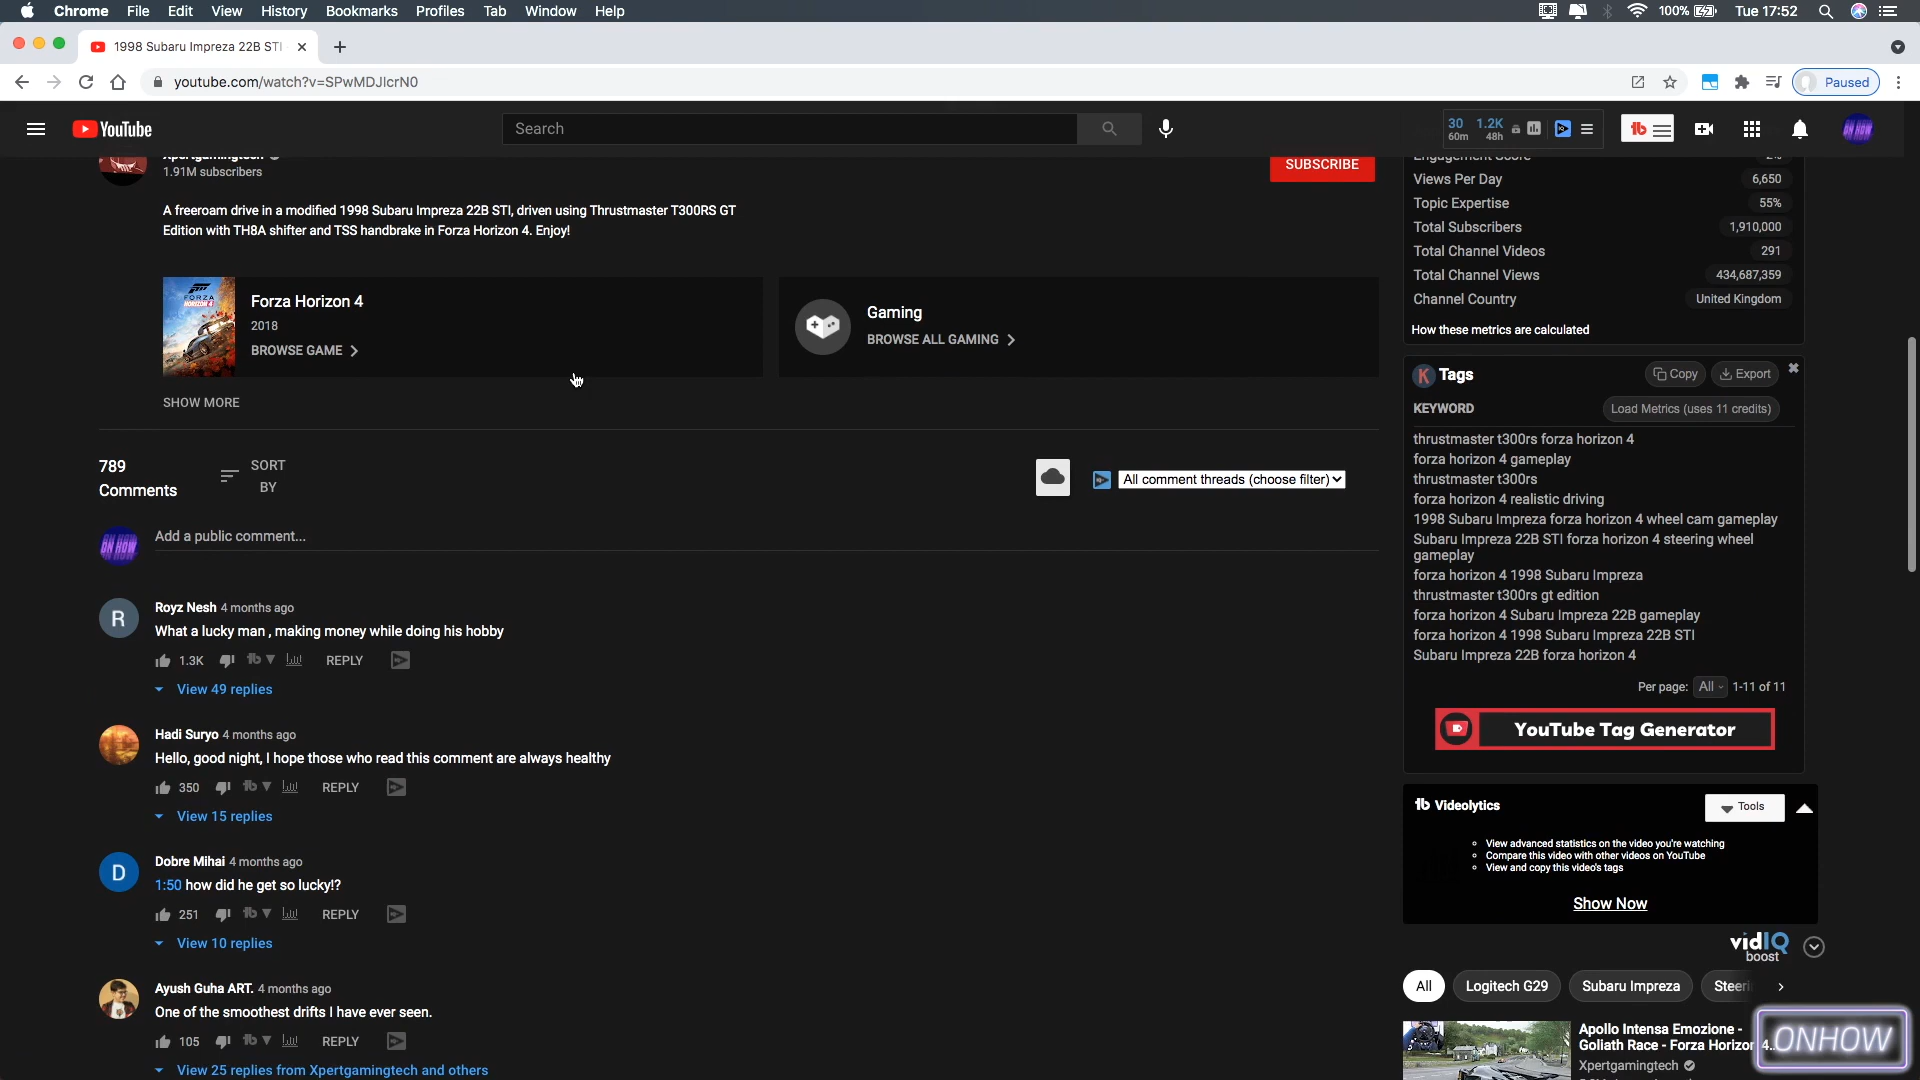 Chrome File Edit View History Bookmarks Profiles Tab Window Help
100% Tue 17:52
1998 Subaru Impreza 22B STI
youtube.com/watch?v=SPwMDJlcrN0
Paused
YouTube
Search
30 60m 1.2K 48h
Xpertgamingtech
1.91M subscribers
SUBSCRIBE
A freeroam drive in a modified 1998 Subaru Impreza 22B STI, driven using Thrustmaster T300RS GT
Edition with TH8A shifter and TSS handbrake in Forza Horizon 4. Enjoy!
FORZA
HORIZON 4
Forza Horizon 4
2018
BROWSE GAME
Gaming
BROWSE ALL GAMING
SHOW MORE
789
Comments
SORT
BY
All comment threads (choose filter)
ON HOW
Add a public comment...
R
Royz Nesh 4 months ago
What a lucky man , making money while doing his hobby
1.3K REPLY
View 49 replies
Hadi Suryo 4 months ago
Hello, good night, I hope those who read this comment are always healthy
350 REPLY
View 15 replies
D
Dobre Mihai 4 months ago
1:50 how did he get so lucky!?
251 REPLY
View 10 replies
Ayush Guha ART. 4 months ago
One of the smoothest drifts I have ever seen.
105 REPLY
View 25 replies from Xpertgamingtech and others
Engagement Score 2%
Views Per Day 6,650
Topic Expertise 55%
Total Subscribers 1,910,000
Total Channel Videos 291
Total Channel Views 434,687,359
Channel Country United Kingdom
How these metrics are calculated
K Tags Copy Export
KEYWORD Load Metrics (uses 11 credits)
thrustmaster t300rs forza horizon 4
forza horizon 4 gameplay
thrustmaster t300rs
forza horizon 4 realistic driving
1998 Subaru Impreza forza horizon 4 wheel cam gameplay
Subaru Impreza 22B STI forza horizon 4 steering wheel
gameplay
forza horizon 4 1998 Subaru Impreza
thrustmaster t300rs gt edition
forza horizon 4 Subaru Impreza 22B gameplay
forza horizon 4 1998 Subaru Impreza 22B STI
Subaru Impreza 22B forza horizon 4
Per page: All 1-11 of 11
YouTube Tag Generator
tb Videolytics Tools
View advanced statistics on the video you're watching
Compare this video with other videos on YouTube
View and copy this video's tags
Show Now
vidIQ
boost
All Logitech G29 Subaru Impreza Steeri
Apollo Intensa Emozione -
Goliath Race - Forza Horizon 4...
Xpertgamingtech
ONHOW